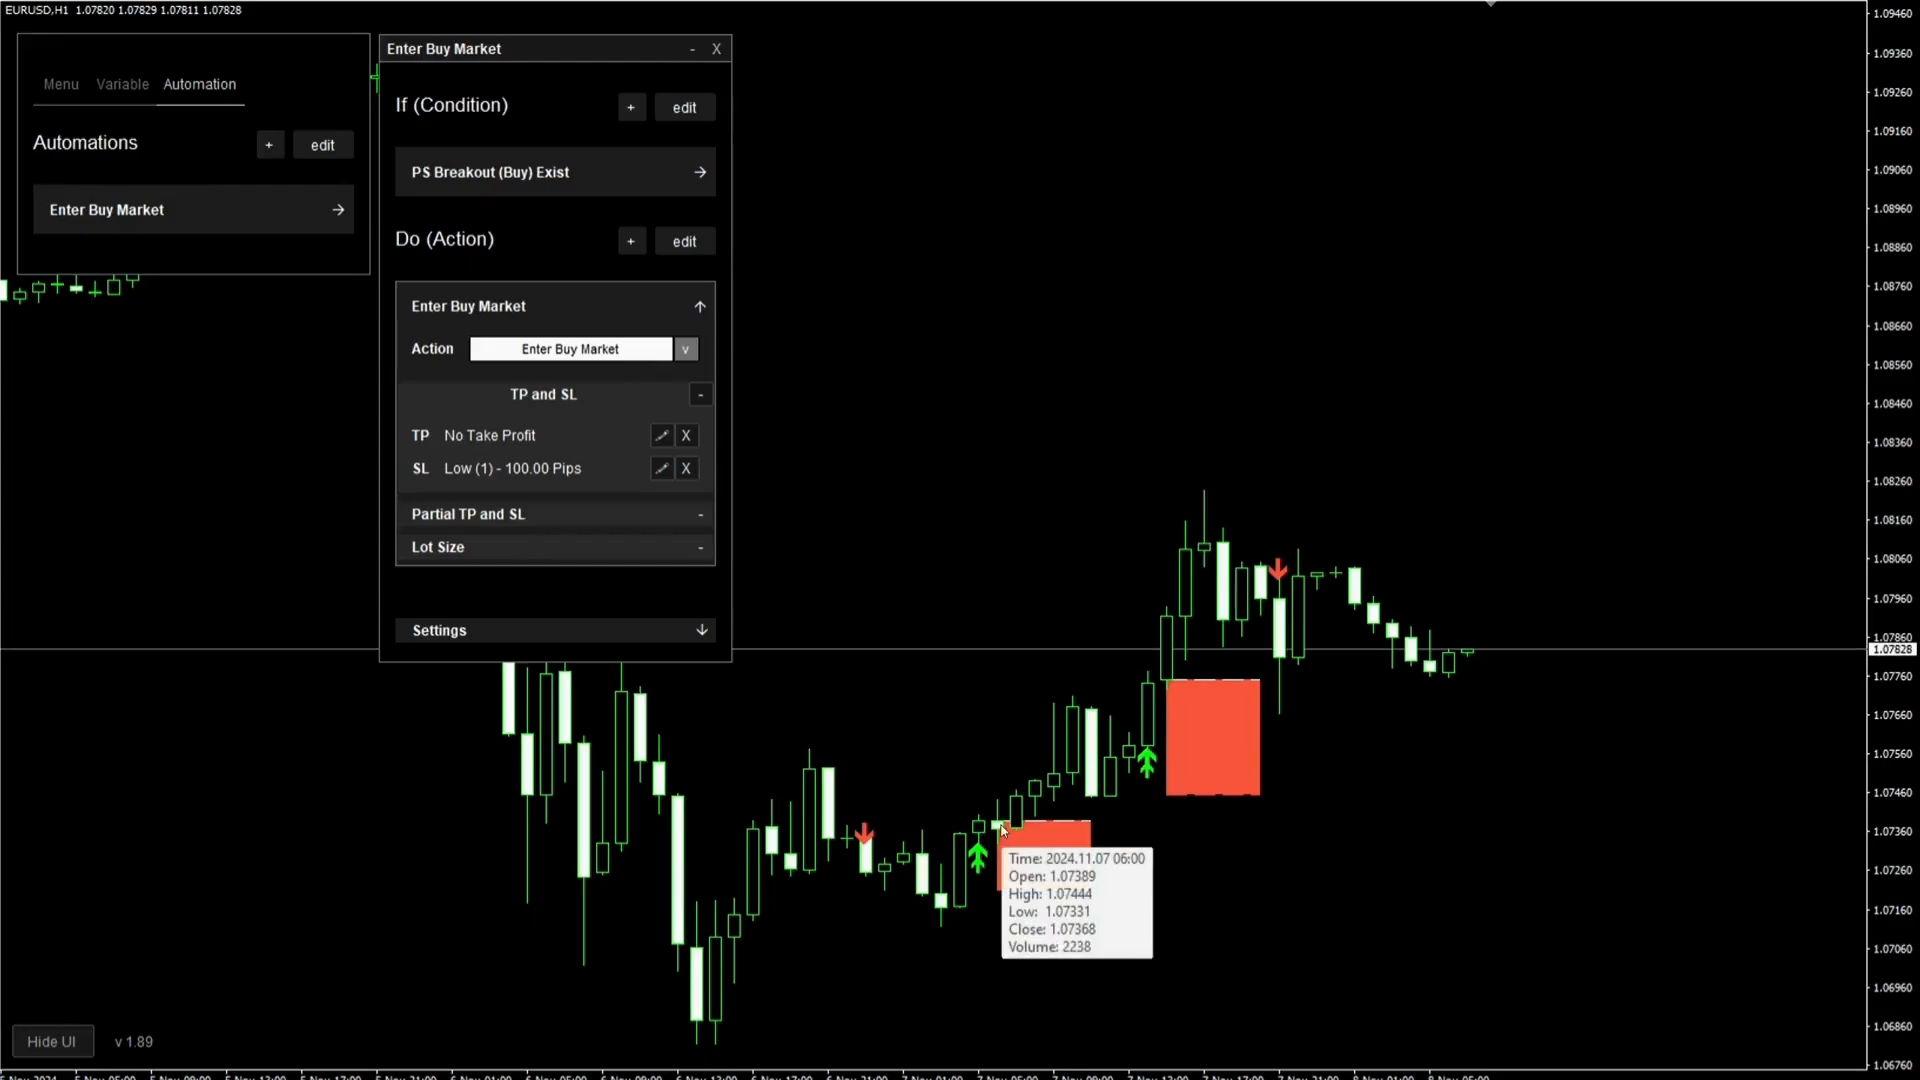 EURUSD,H1 1.07820 1.07829 1.07811 1.07828
Menu Variable Automation
Automations + edit
Enter Buy Market →
Enter Buy Market - X
If (Condition) + edit
PS Breakout (Buy) Exist →
Do (Action) + edit
Enter Buy Market ↑
Action Enter Buy Market v
TP and SL -
TP No Take Profit X
SL Low (1) - 100.00 Pips X
Partial TP and SL -
Lot Size -
Settings ↓
Time: 2024.11.07 06:00
Open: 1.07389
High: 1.07444
Low: 1.07331
Close: 1.07368
Volume: 2238
1.09460
1.09360
1.09260
1.09160
1.09060
1.08960
1.08860
1.08760
1.08660
1.08560
1.08460
1.08360
1.08260
1.08160
1.08060
1.07960
1.07860
1.07828
1.07760
1.07660
1.07560
1.07460
1.07360
1.07260
1.07160
1.07060
1.06960
1.06860
1.06760
Hide UI v 1.89